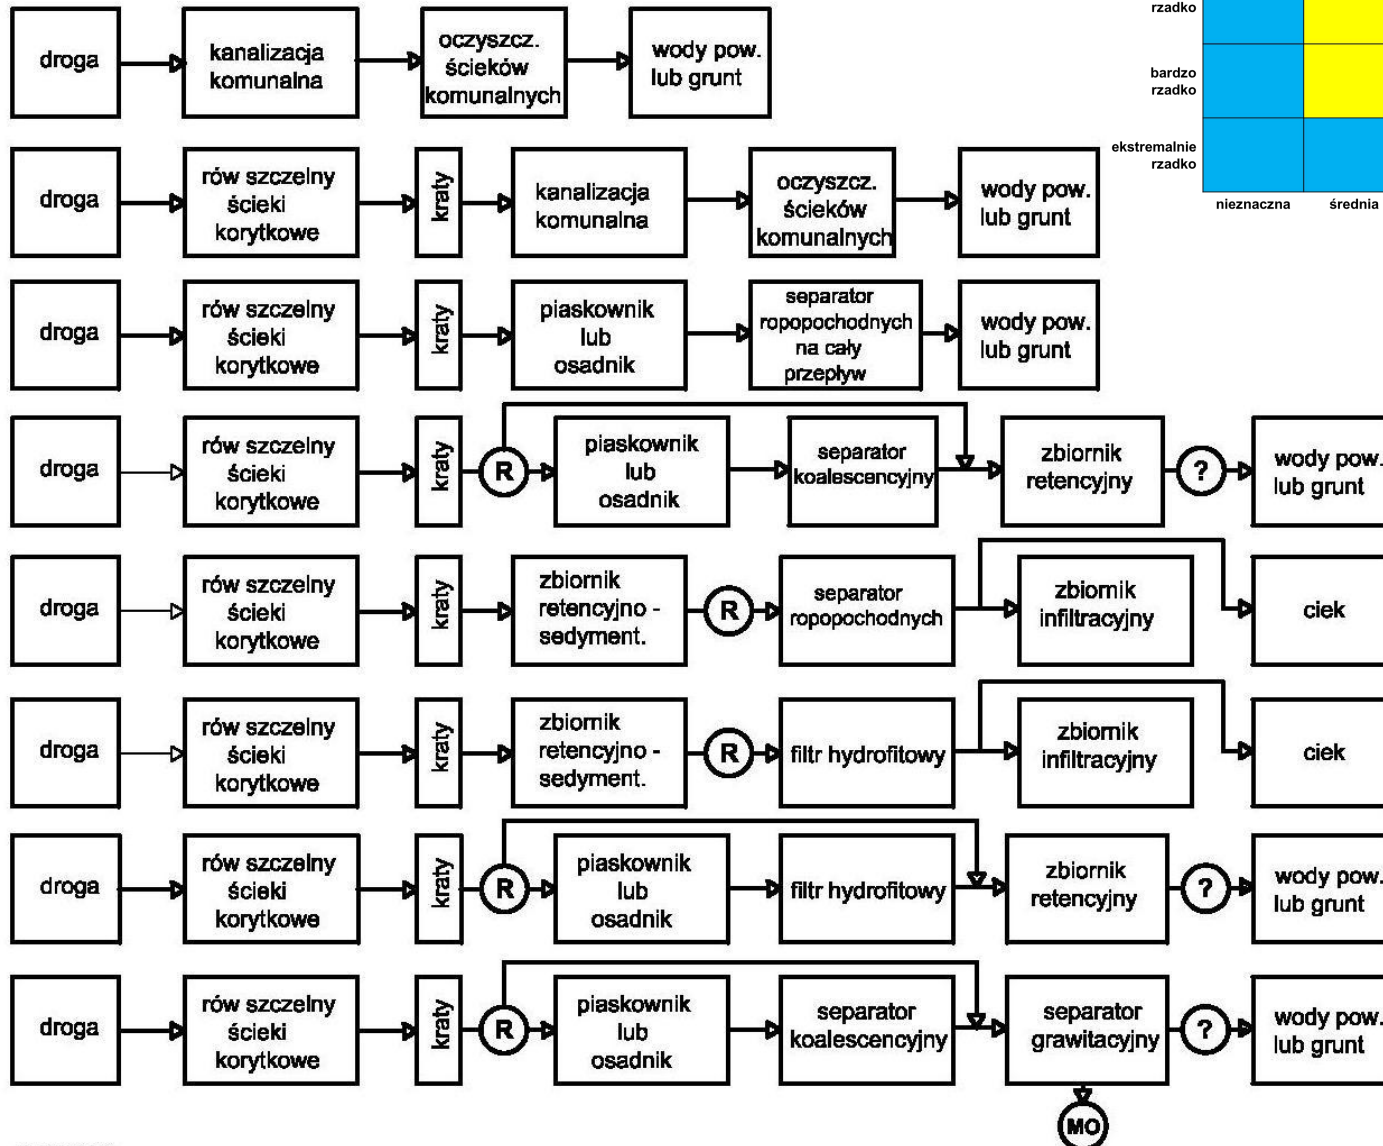 droga
kanalizacja
komunalna
oczyszcz.
ścieków
komunalnych
wody pow.
lub grunt
rzadko
bardzo
rzadko
ekstremalnie
rzadko
nieznaczna
średnia
droga
rów szczelny
ścieki
korytkowe
kraty
kanalizacja
komunalna
oczyszcz.
ścieków
komunalnych
wody pow.
lub grunt
droga
rów szczelny
ścieki
korytkowe
kraty
piaskownik
lub
osadnik
separator
ropopochodnych
na cały
przepływ
wody pow.
lub grunt
droga
rów szczelny
ścieki
korytkowe
kraty
R
piaskownik
lub
osadnik
separator
koalescencyjny
zbiornik
retencyjny
?
wody pow.
lub grunt
droga
rów szczelny
ścieki
korytkowe
kraty
zbiornik
retencyjno -
sedyment.
R
separator
ropopochodnych
zbiornik
infiltracyjny
ciek
droga
rów szczelny
ścieki
korytkowe
kraty
zbiornik
retencyjno -
sedyment.
R
filtr hydrofitowy
zbiornik
infiltracyjny
ciek
droga
rów szczelny
ścieki
korytkowe
kraty
R
piaskownik
lub
osadnik
filtr hydrofitowy
zbiornik
retencyjny
?
wody pow.
lub grunt
droga
rów szczelny
ścieki
korytkowe
kraty
R
piaskownik
lub
osadnik
separator
koalescencyjny
separator
grawitacyjny
?
wody pow.
lub grunt
MO